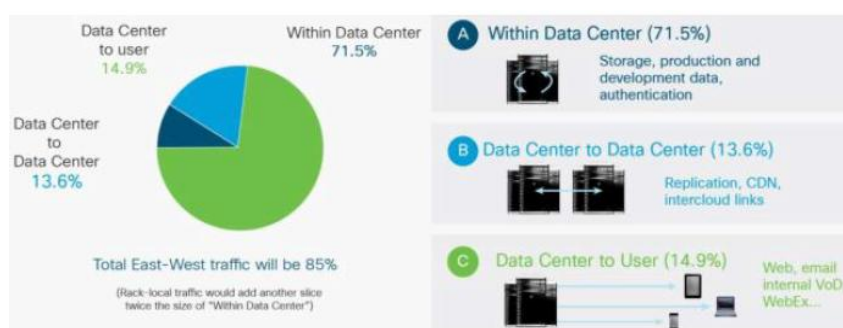 Data Center
to user
14.9%
Within Data Center
71.5%
Data Center
to
Data Center
13.6%
Total East-West traffic will be 85%
(Rack-local traffic would add another slice
twice the size of "Within Data Center")
A Within Data Center (71.5%)
Storage, production and
development data,
authentication
B Data Center to Data Center (13.6%)
Replication, CDN,
intercloud links
C Data Center to User (14.9%)
Web, email
internal VoD
WebEx...